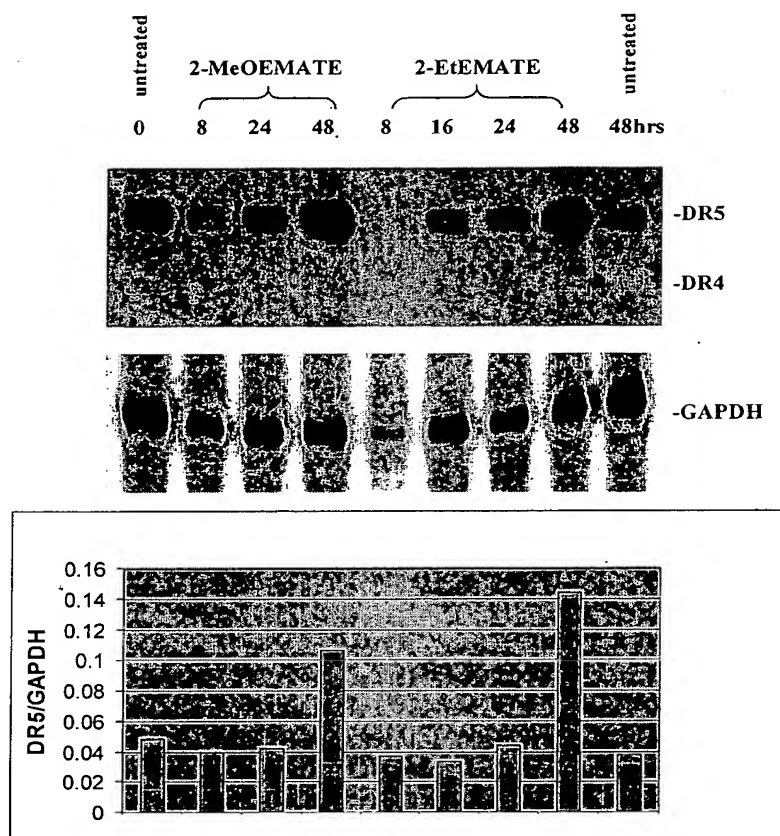 untreated
2-MeOEMATE
2-EtEMATE
untreated
0 8 24 48 8 16 24 48 48hrs
-DR5
-DR4
-GAPDH
DR5/GAPDH
0.16
0.14
0.12
0.1
0.08
0.06
0.04
0.02
0